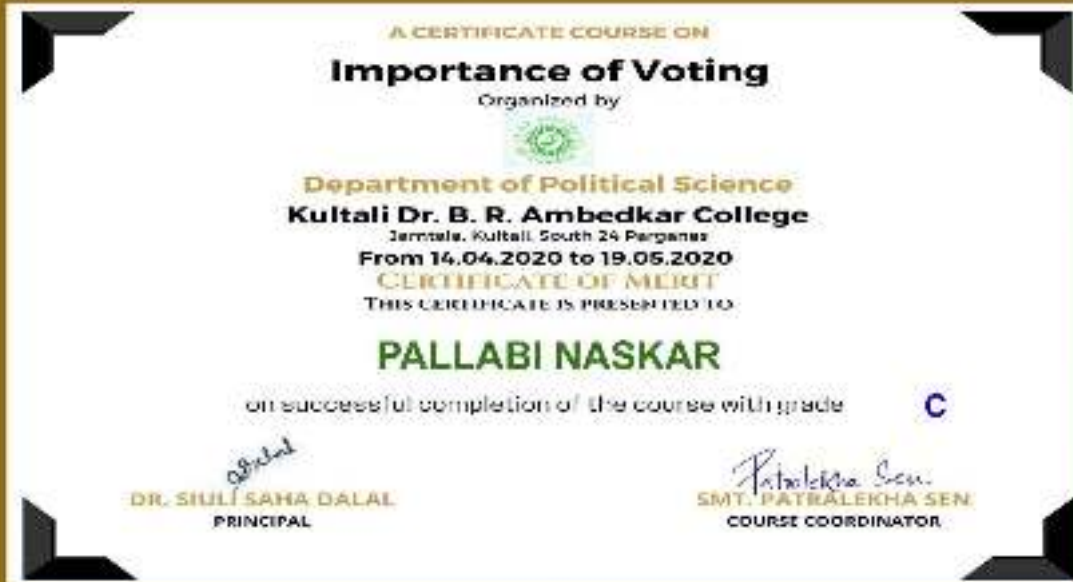 A CERTIFICATE COURSE ON
Importance of Voting
Organized by
Department of Political Science
Kultali Dr. B. R. Ambedkar College
Jamtala, Kultali, South 24 Parganas
From 14.04.2020 to 19.05.2020
CERTIFICATE OF MERIT
THIS CERTIFICATE IS PRESENTED TO
PALLABI NASKAR
on successful completion of the course with grade C
Patralekha Sen.
DR. SIULI SAHA DALAL SMT. PATRALEKHA SEN
PRINCIPAL COURSE COORDINATOR